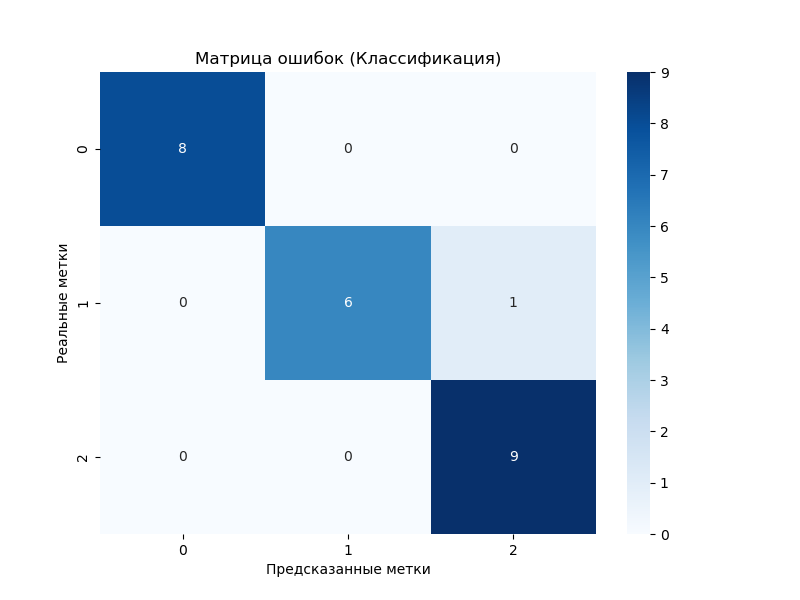 Матрица ошибок (Классификация)
0
8 0 0
1
0 6 1
2
0 0 9
0 1 2
Реальные метки
Предсказанные метки
9
8
7
6
5
4
3
2
1
0